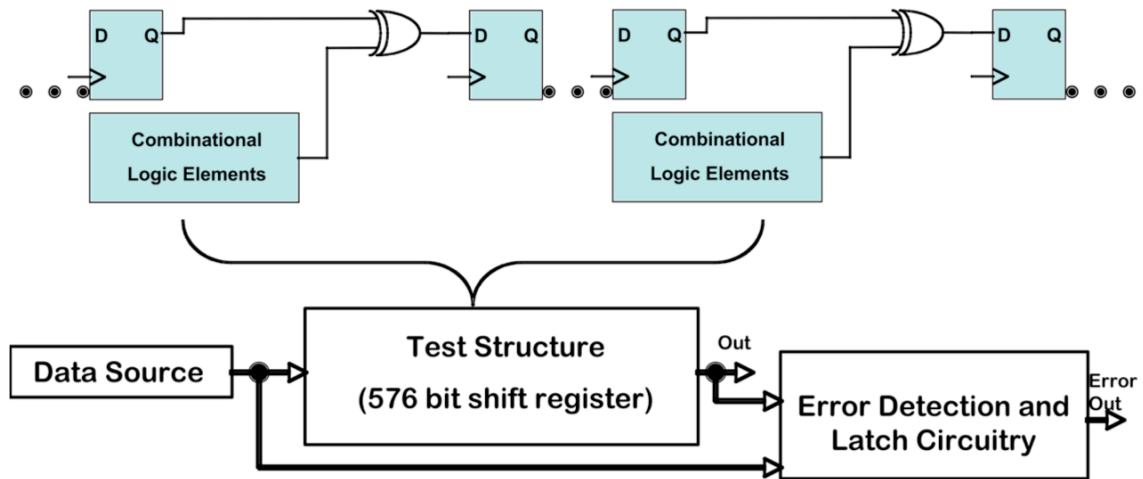 D Q
D Q
D Q
D Q
Combinational
Logic Elements
Combinational
Logic Elements
Data Source
Test Structure
(576 bit shift register)
Out
Error Detection and
Latch Circuitry
Error
Out